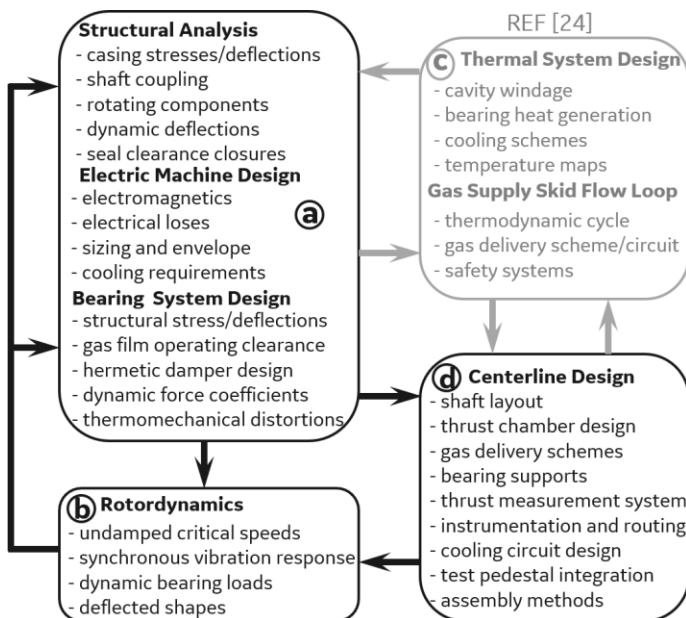 Structural Analysis
- casing stresses/deflections
- shaft coupling
- rotating components
- dynamic deflections
- seal clearance closures
Electric Machine Design
- electromagnetics
a
- electrical loses
- sizing and envelope
- cooling requirements
Bearing System Design
- structural stress/deflections
- gas film operating clearance
- hermetic damper design
- dynamic force coefficients
- thermomechanical distortions
b Rotordynamics
- undamped critical speeds
- synchronous vibration response
- dynamic bearing loads
- deflected shapes
REF [24]
c Thermal System Design
- cavity windage
- bearing heat generation
- cooling schemes
- temperature maps
Gas Supply Skid Flow Loop
- thermodynamic cycle
- gas delivery scheme/circuit
- safety systems
d Centerline Design
- shaft layout
- thrust chamber design
- gas delivery schemes
- bearing supports
- thrust measurement system
- instrumentation and routing
- cooling circuit design
- test pedestal integration
- assembly methods